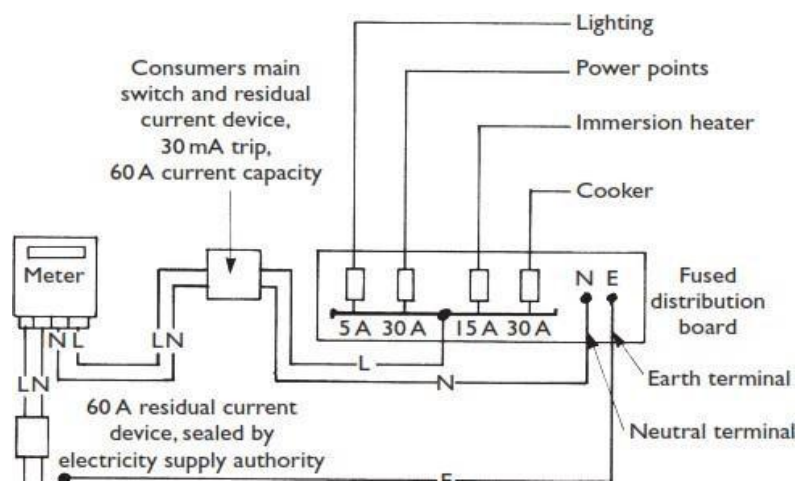 Lighting
Consumers main
switch and residual
current device,
30 mA trip,
60 A current capacity
Power points
Immersion heater
Cooker
Meter
N E
Fused
distribution
board
5 A 30 A 15 A 30 A
N L
L N
L
L N
N
Earth terminal
60 A residual current
device, sealed by
electricity supply authority
Neutral terminal
E